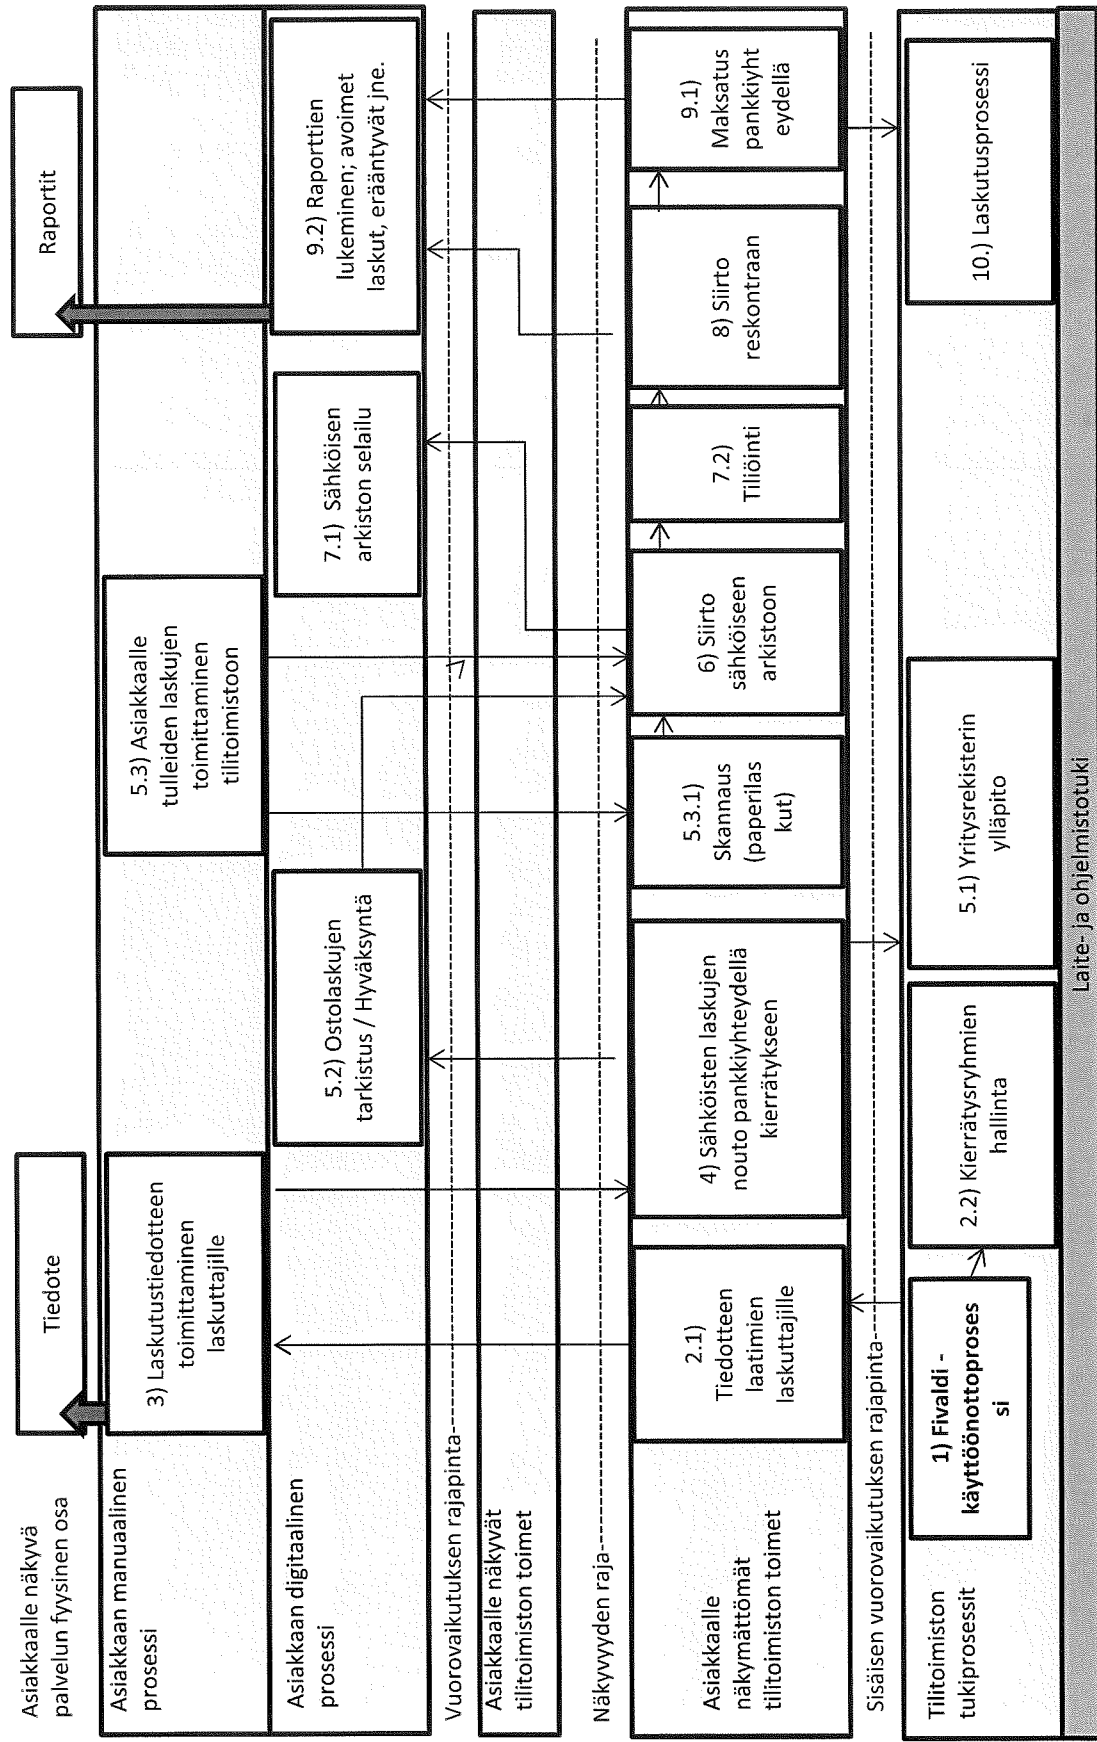 Asiakkaalle näkyvä
palvelun fyysinen osa
Tiedote
Raportit
Asiakkaan manuaalinen
prosessi
3) Laskutustiedotteen
toimittaminen
laskuttajille
5.3) Asiakkaalle
tulleiden laskujen
toimittaminen
tilitoimistoon
Asiakkaan digitaalinen
prosessi
5.2) Ostolaskujen
tarkistus / Hyväksyntä
7.1) Sähköisen
arkiston selailu
9.2) Raporttien
lukeminen; avoimet
laskut, erääntyvät jne.
Vuorovaikutuksen rajapinta
Asiakkaalle näkyvät
tilitoimiston toimet
Näkyvyyden raja
Asiakkaalle
näkymättömät
tilitoimiston toimet
2.1)
Tiedotteen
laatimien
laskuttajille
4) Sähköisten laskujen
nouto pankkiyhteydellä
kierrätykseen
5.3.1)
Skannaus
(paperilas
kut)
6) Siirto
sähköiseen
arkistoon
7.2)
Tiliöinti
8) Siirto
reskontraan
9.1)
Maksatus
pankkiyht
eydellä
Sisäisen vuorovaikutuksen rajapinta
Tilitoimiston
tukiprosessit
1) Fivaldi -
käyttöönottoproses
si
2.2) Kierrätysryhmien
hallinta
5.1) Yritysrekisterin
ylläpito
10.) Laskutusprosessi
Laite- ja ohjelmistotuki